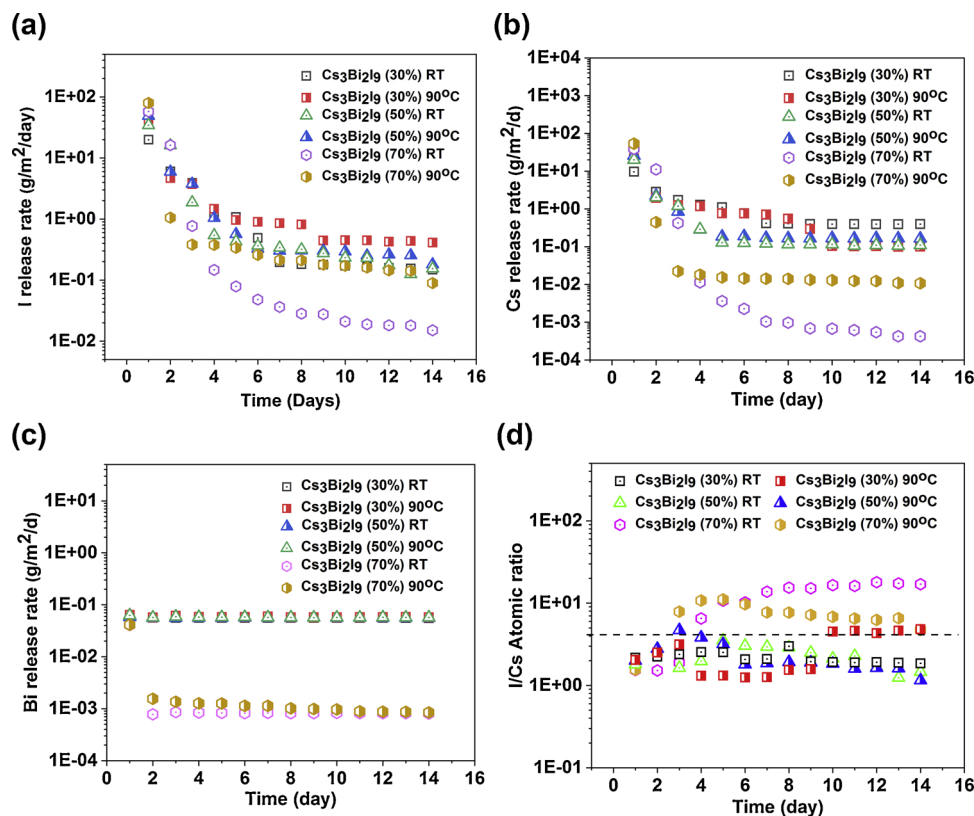 (a)
I release rate (g/m^2/day)
1E+02
1E+01
1E+00
1E-01
1E-02
0 2 4 6 8 10 12 14 16
Time (Days)
Cs3Bi2I9 (30%) RT
Cs3Bi2I9 (30%) 90ºC
Cs3Bi2I9 (50%) RT
Cs3Bi2I9 (50%) 90ºC
Cs3Bi2I9 (70%) RT
Cs3Bi2I9 (70%) 90ºC
(b)
Cs release rate (g/m^2/d)
1E+04
1E+03
1E+02
1E+01
1E+00
1E-01
1E-02
1E-03
1E-04
0 2 4 6 8 10 12 14 16
Time (day)
Cs3Bi2I9 (30%) RT
Cs3Bi2I9 (30%) 90ºC
Cs3Bi2I9 (50%) RT
Cs3Bi2I9 (50%) 90ºC
Cs3Bi2I9 (70%) RT
Cs3Bi2I9 (70%) 90ºC
(c)
Bi release rate (g/m^2/d)
1E+01
1E+00
1E-01
1E-02
1E-03
1E-04
0 2 4 6 8 10 12 14 16
Time (day)
Cs3Bi2I9 (30%) RT
Cs3Bi2I9 (30%) 90ºC
Cs3Bi2I9 (50%) RT
Cs3Bi2I9 (50%) 90ºC
Cs3Bi2I9 (70%) RT
Cs3Bi2I9 (70%) 90ºC
(d)
I/Cs Atomic ratio
1E+02
1E+01
1E+00
1E-01
0 2 4 6 8 10 12 14 16
Time (day)
Cs3Bi2I9 (30%) RT Cs3Bi2I9 (30%) 90ºC
Cs3Bi2I9 (50%) RT Cs3Bi2I9 (50%) 90ºC
Cs3Bi2I9 (70%) RT Cs3Bi2I9 (70%) 90ºC